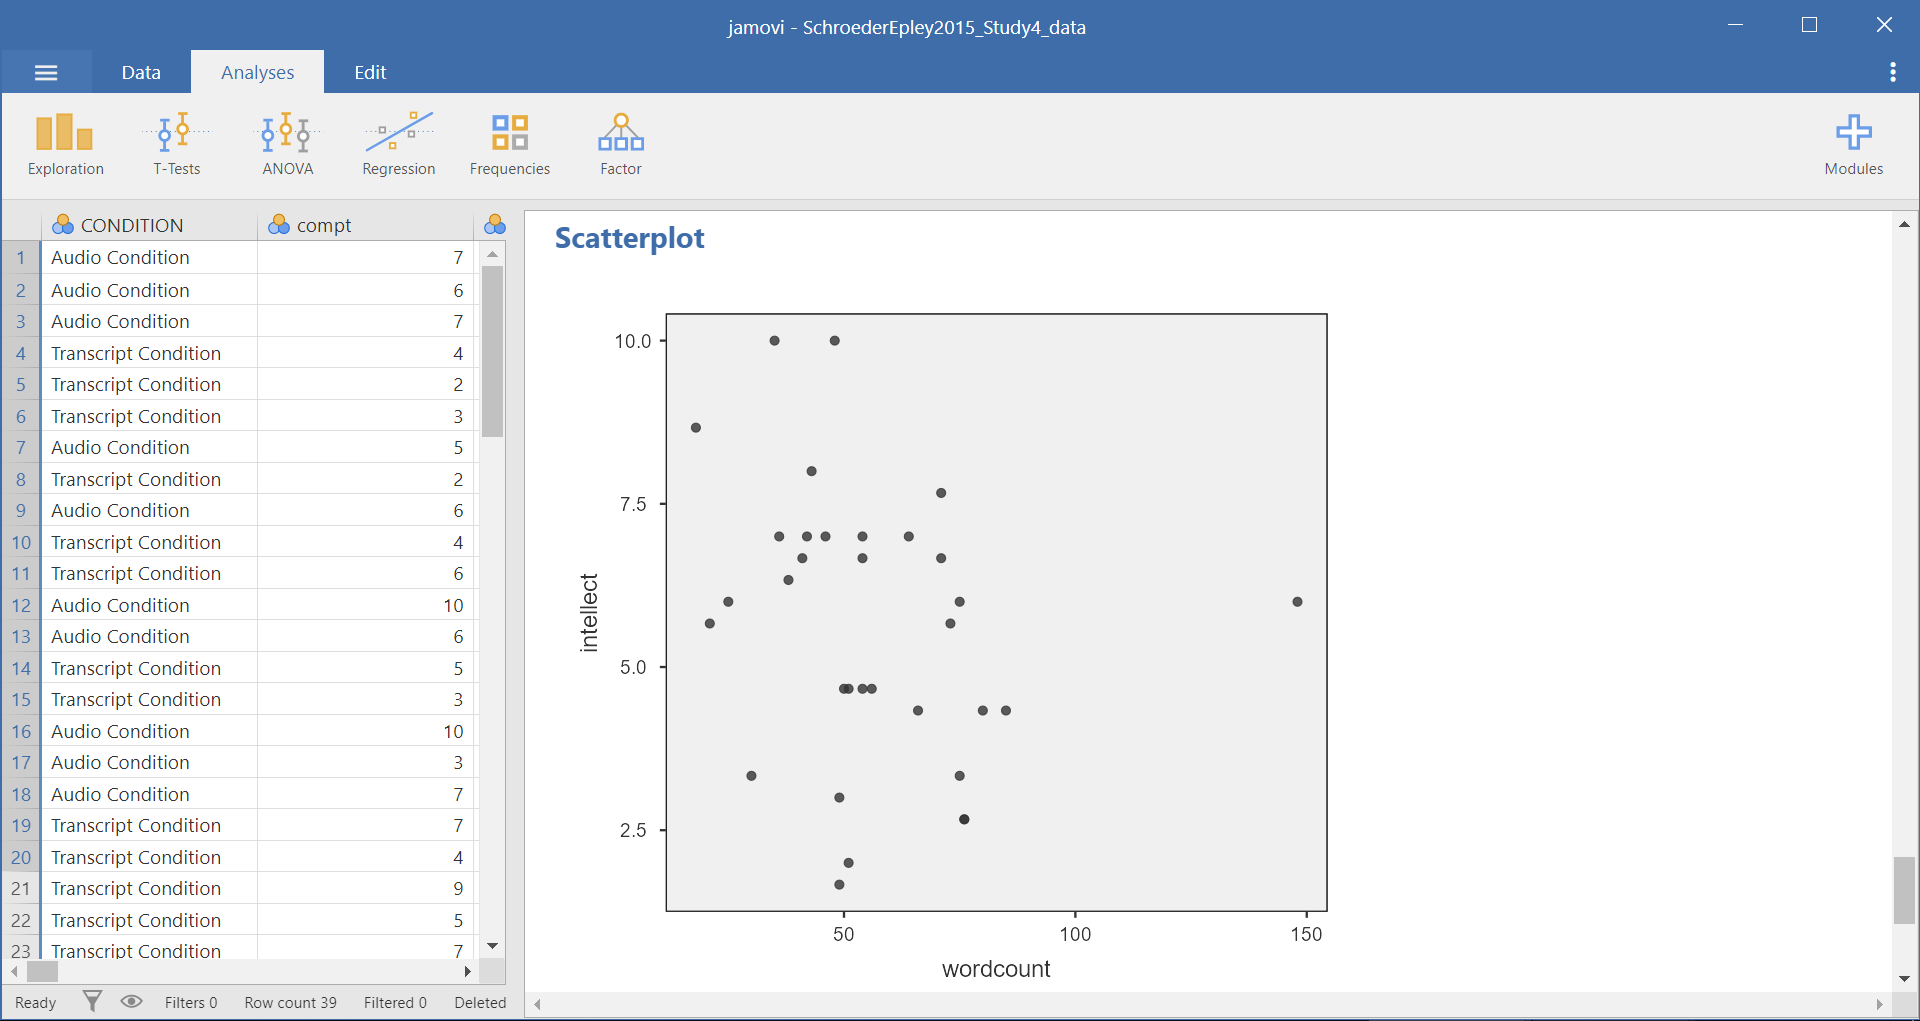 jamovi - SchroederEpley2015_Study4_data
Data Analyses Edit
Exploration T-Tests ANOVA Regression Frequencies Factor Modules
CONDITION compt
1 Audio Condition 7
2 Audio Condition 6
3 Audio Condition 7
4 Transcript Condition 4
5 Transcript Condition 2
6 Transcript Condition 3
7 Audio Condition 5
8 Transcript Condition 2
9 Audio Condition 6
10 Transcript Condition 4
11 Transcript Condition 6
12 Audio Condition 10
13 Audio Condition 6
14 Transcript Condition 5
15 Transcript Condition 3
16 Audio Condition 10
17 Audio Condition 3
18 Audio Condition 7
19 Transcript Condition 7
20 Transcript Condition 4
21 Transcript Condition 9
22 Transcript Condition 5
23 Transcript Condition 7
Ready Filters 0 Row count 39 Filtered 0 Deleted
Scatterplot
10.0
7.5
5.0
2.5
intellect
50 100 150
wordcount